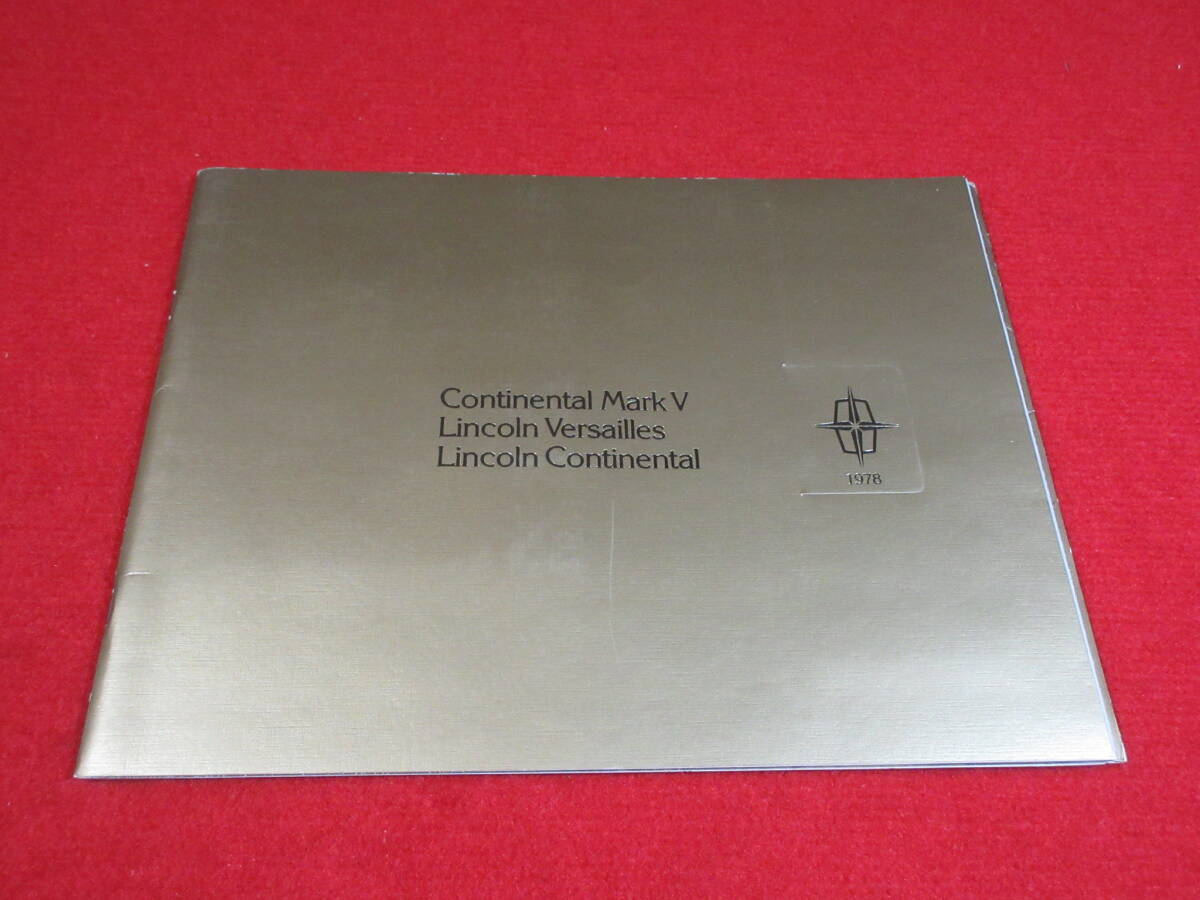 Continental Mark V
Lincoln Versailles
Lincoln Continental
1978